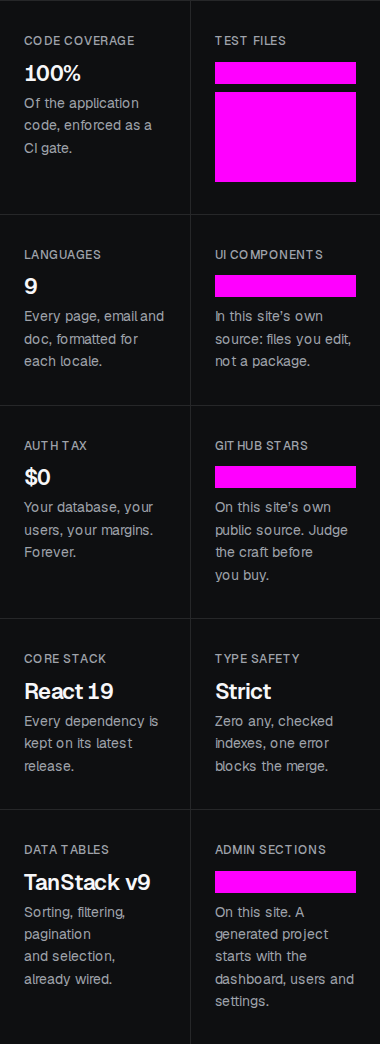 CODE COVERAGE
100%
Of the application
code, enforced as a
CI gate.
TEST FILES
LANGUAGES
9
Every page, email and
doc, formatted for
each locale.
UI COMPONENTS
In this site's own
source: files you edit,
not a package.
AUTH TAX
$0
Your database, your
users, your margins.
Forever.
GITHUB STARS
On this site's own
public source. Judge
the craft before
you buy.
CORE STACK
React 19
Every dependency is
kept on its latest
release.
TYPE SAFETY
Strict
Zero any, checked
indexes, one error
blocks the merge.
DATA TABLES
TanStack v9
Sorting, filtering,
pagination
and selection,
already wired.
ADMIN SECTIONS
On this site. A
generated project
starts with the
dashboard, users and
settings.